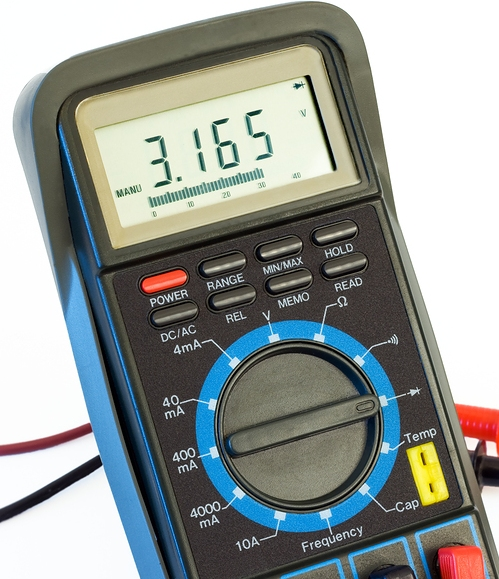 V
3.165
MANU
0 10 20 30 40
POWER RANGE MIN/MAX HOLD
DC/AC REL MEMO READ
4mA V Ω
40 mA
400 mA
Temp
4000 mA
Cap
10A
Frequency